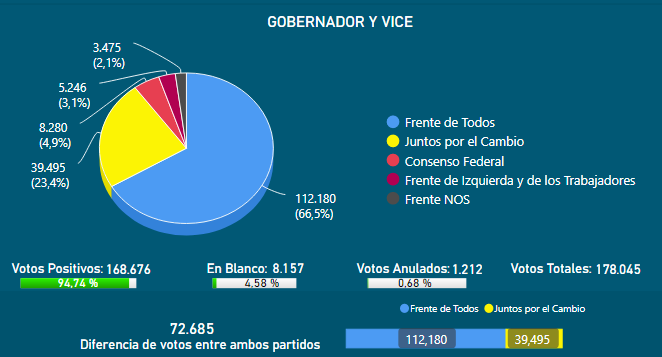 GOBERNADOR Y VICE
3.475
(2,1%)
5.246
(3,1%)
8.280
(4,9%)
39.495
(23,4%)
112.180
(66,5%)
Frente de Todos
Juntos por el Cambio
Consenso Federal
Frente de Izquierda y de los Trabajadores
Frente NOS
Votos Positivos: 168.676
94,74 %
En Blanco: 8.157
4.58 %
Votos Anulados: 1.212
0.68 %
Votos Totales: 178.045
Frente de Todos Juntos por el Cambio
72.685
Diferencia de votos entre ambos partidos
112,180 39,495